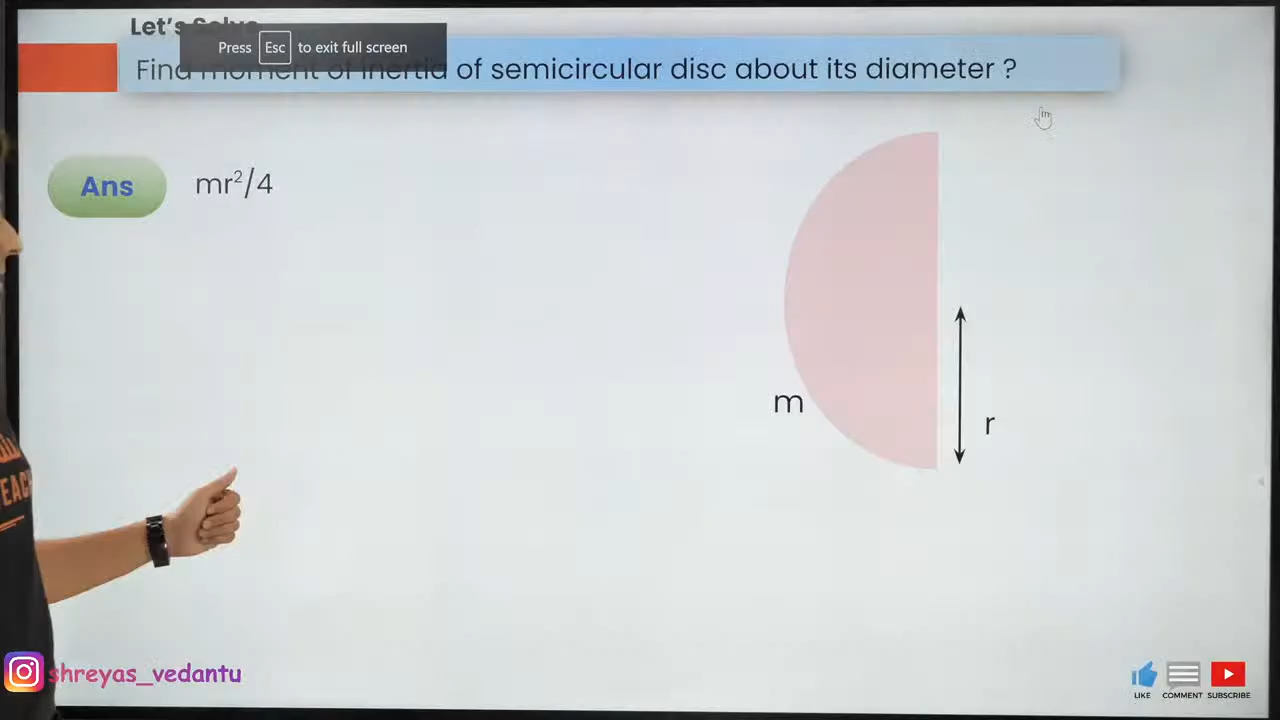 Let's Solve
Press Esc to exit full screen
Find moment of inertia of semicircular disc about its diameter ?
Ans mr²/4
m
r
TEACH
shreyas_vedantu
LIKE COMMENT SUBSCRIBE